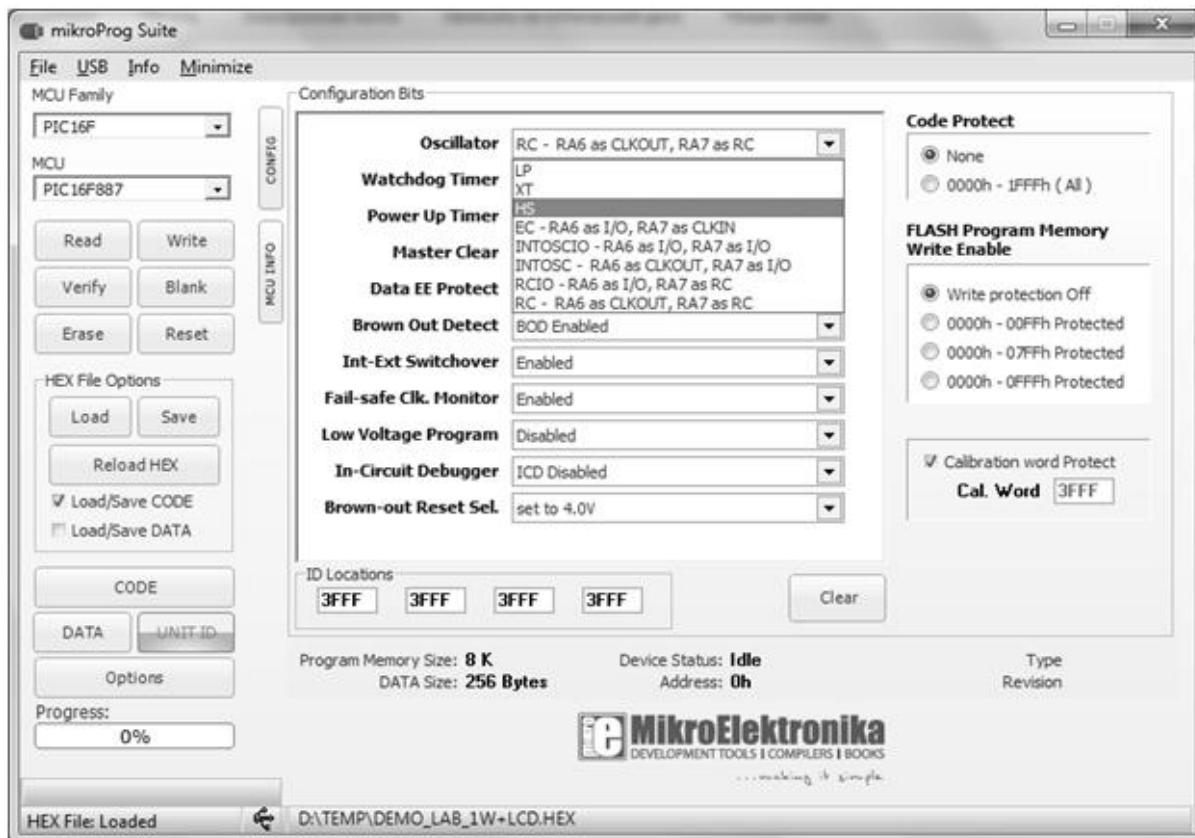 mikroProg Suite
File USB Info Minimize
MCU Family
PIC16F
MCU
PIC16F887
Read Write
Verify Blank
Erase Reset
HEX File Options
Load Save
Reload HEX
Load/Save CODE
Load/Save DATA
CODE
DATA UNIT ID
Options
Progress:
0%
CONFIG
MCU INFO
Configuration Bits
Oscillator RC - RA6 as CLKOUT, RA7 as RC
Watchdog Timer
Power Up Timer
Master Clear
Data EE Protect
LP
XT
HS
EC - RA6 as I/O, RA7 as CLKIN
INTOSCIO - RA6 as I/O, RA7 as I/O
INTOSC - RA6 as CLKOUT, RA7 as I/O
RCIO - RA6 as I/O, RA7 as RC
RC - RA6 as CLKOUT, RA7 as RC
Brown Out Detect BOD Enabled
Int-Ext Switchover Enabled
Fail-safe Clk. Monitor Enabled
Low Voltage Program Disabled
In-Circuit Debugger ICD Disabled
Brown-out Reset Sel. set to 4.0V
Code Protect
None
0000h - 1FFFh ( All )
FLASH Program Memory
Write Enable
Write protection Off
0000h - 00FFh Protected
0000h - 07FFh Protected
0000h - 0FFFh Protected
Calibration word Protect
Cal. Word 3FFF
ID Locations
3FFF 3FFF 3FFF 3FFF
Clear
Program Memory Size: 8 K Device Status: Idle Type
DATA Size: 256 Bytes Address: 0h Revision
MikroElektronika
DEVELOPMENT TOOLS | COMPILERS | BOOKS
...making it simple
HEX File: Loaded D:\TEMP\DEMO_LAB_1W+LCD.HEX